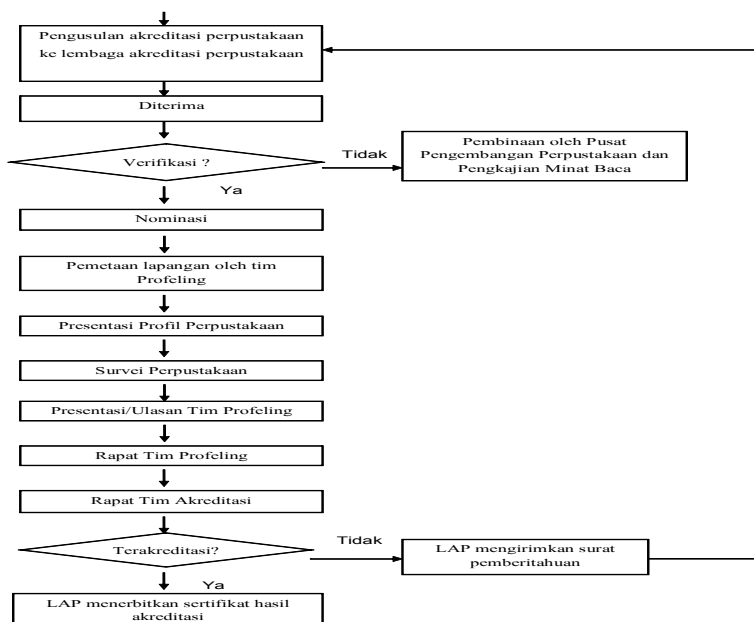 Pengusulan akreditasi perpustakaan
ke lembaga akreditasi perpustakaan
Diterima
Verifikasi ?
Tidak
Pembinaan oleh Pusat
Pengembangan Perpustakaan dan
Pengkajian Minat Baca
Ya
Nominasi
Pemetaan lapangan oleh tim
Profeling
Presentasi Profil Perpustakaan
Survei Perpustakaan
Presentasi/Ulasan Tim Profeling
Rapat Tim Profeling
Rapat Tim Akreditasi
Terakreditasi?
Tidak
LAP mengirimkan surat
pemberitahuan
Ya
LAP menerbitkan sertifikat hasil
akreditasi